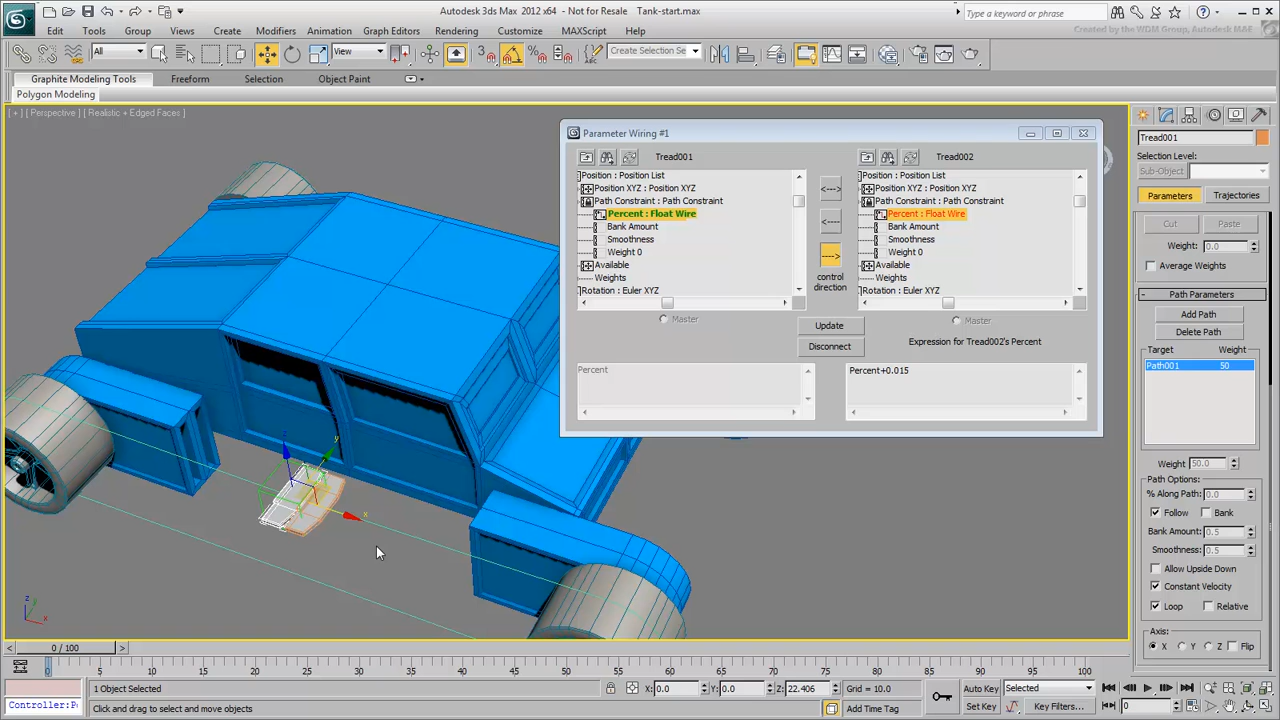 Autodesk 3ds Max 2012 x64 - Not for Resale Tank-start.max
Type a keyword or phrase
Created by the WDM Group, Autodesk M&E
Edit Tools Group Views Create Modifiers Animation Graph Editors Rendering Customize MAXScript Help
All View Create Selection Se
Graphite Modeling Tools Freeform Selection Object Paint
Polygon Modeling
[ + ] [ Perspective ] [ Realistic + Edged Faces ]
Parameter Wiring #1
Tread001 Tread002
Position : Position List
Position XYZ : Position XYZ
Path Constraint : Path Constraint
Percent : Float Wire
Bank Amount
Smoothness
Weight 0
Available
Weights
Rotation : Euler XYZ
Master
<--->
<----
---->
control
direction
Update
Disconnect
Position : Position List
Position XYZ : Position XYZ
Path Constraint : Path Constraint
Percent : Float Wire
Bank Amount
Smoothness
Weight 0
Available
Weights
Rotation : Euler XYZ
Master
Expression for Tread002's Percent
Percent
Percent+0.015
Tread001
Selection Level:
Sub-Object
Parameters Trajectories
Cut Paste
Weight: 0.0
Average Weights
- Path Parameters
Add Path
Delete Path
Target Weight
Path001 50
Weight 50.0
Path Options:
% Along Path: 0.0
Follow Bank
Bank Amount: 0.5
Smoothness: 0.5
Allow Upside Down
Constant Velocity
Loop Relative
Axis:
X Y Z Flip
z y x
z y x
< 0 / 100 >
0 5 10 15 20 25 30 35 40 45 50 55 60 65 70 75 80 85 90 95 100
1 Object Selected X: 0.0 Y: 0.0 Z: 22.406 Grid = 10.0 Auto Key Selected
Click and drag to select and move objects Add Time Tag Set Key Key Filters... 0